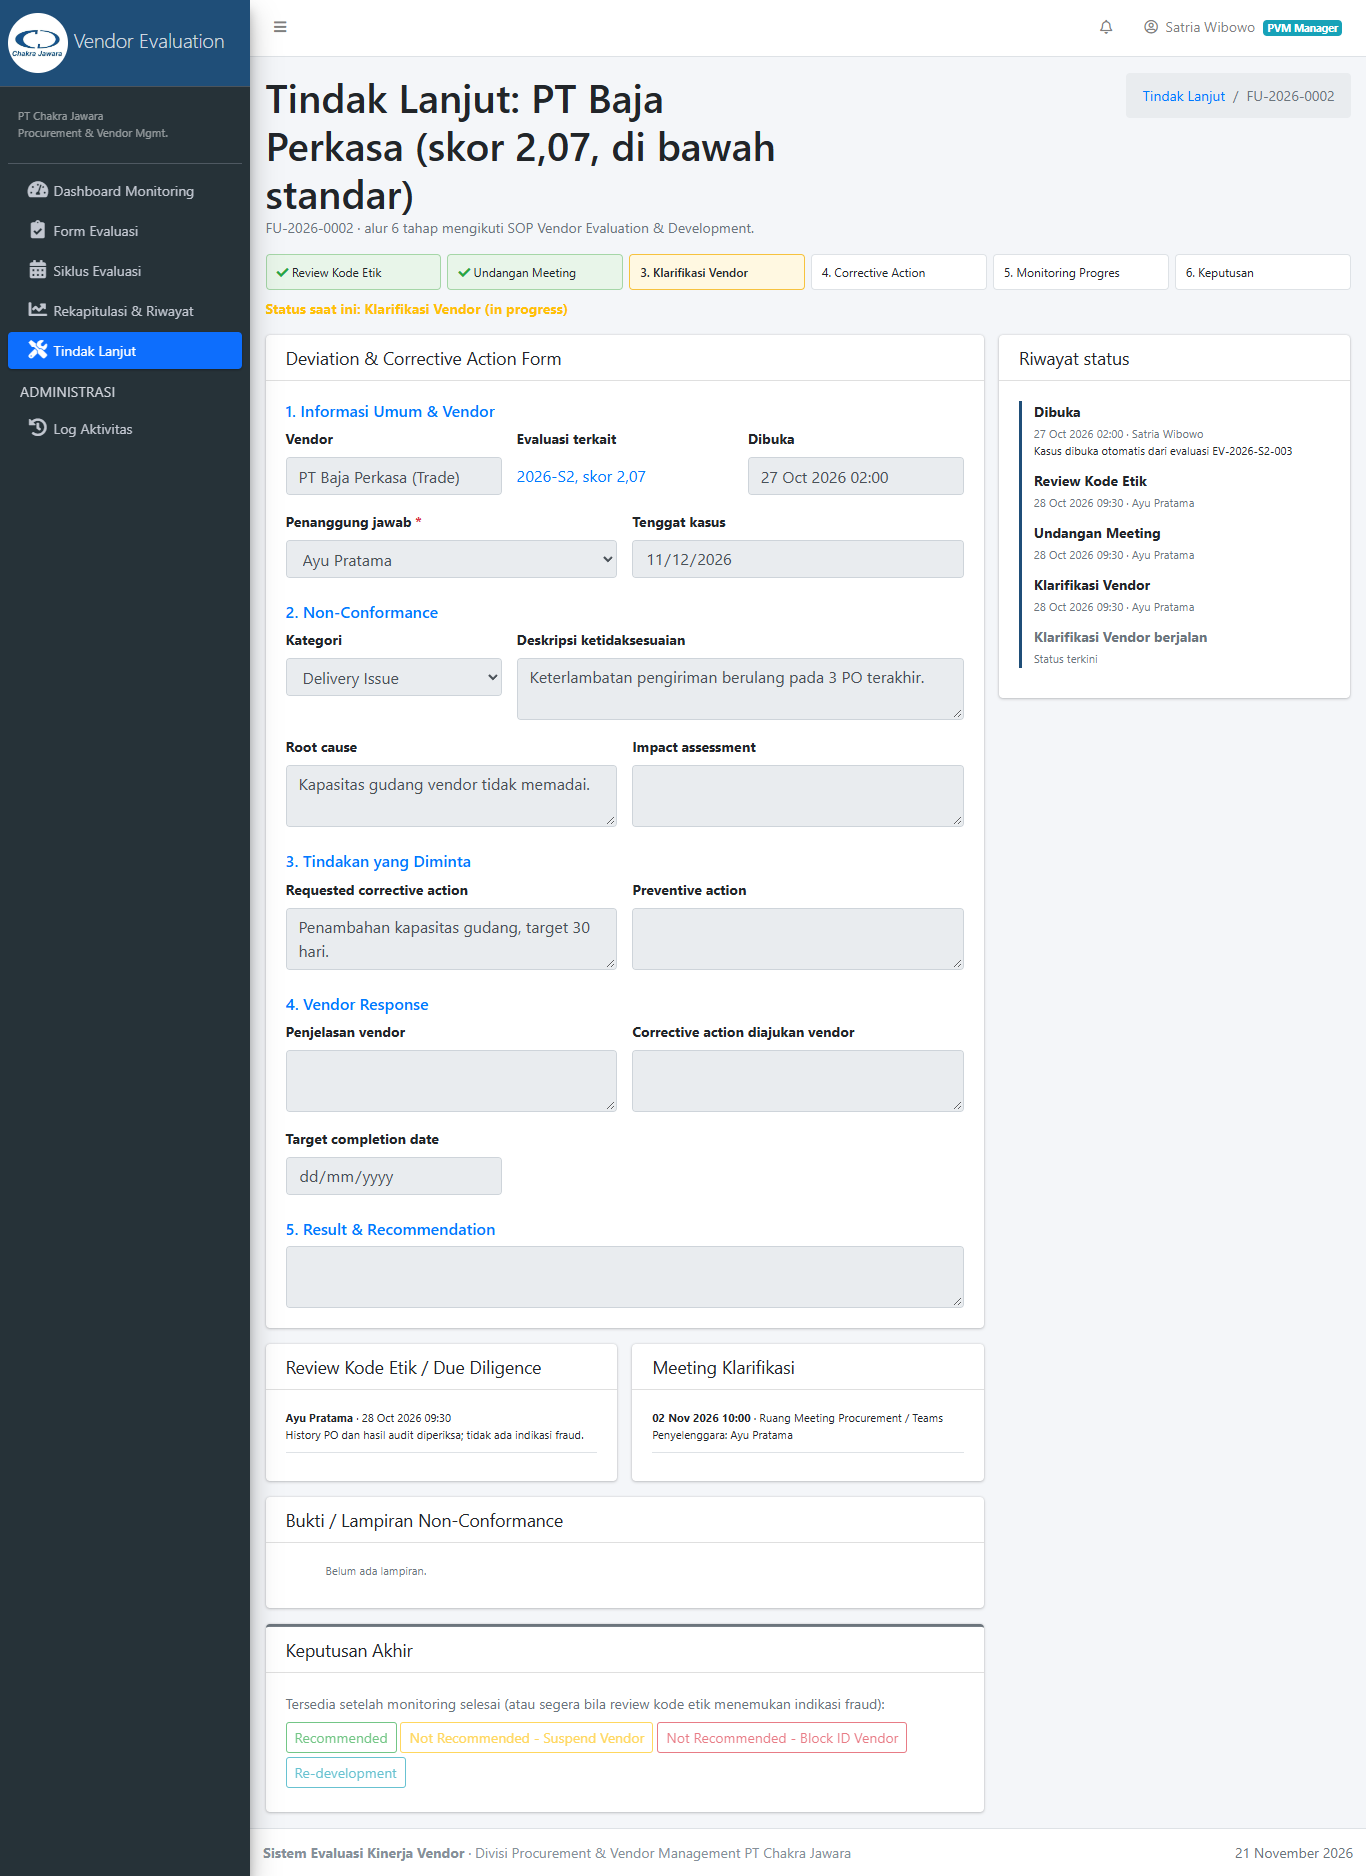 Chakra Jawara
Vendor Evaluation
PT Chakra Jawara
Procurement & Vendor Mgmt.
Dashboard Monitoring
Form Evaluasi
Siklus Evaluasi
Rekapitulasi & Riwayat
Tindak Lanjut
ADMINISTRASI
Log Aktivitas
Satria Wibowo PVM Manager
Tindak Lanjut: PT Baja
Perkasa (skor 2,07, di bawah
standar)
Tindak Lanjut / FU-2026-0002
FU-2026-0002 · alur 6 tahap mengikuti SOP Vendor Evaluation & Development.
Review Kode Etik
Undangan Meeting
3. Klarifikasi Vendor
4. Corrective Action
5. Monitoring Progres
6. Keputusan
Status saat ini: Klarifikasi Vendor (in progress)
Deviation & Corrective Action Form
1. Informasi Umum & Vendor
Vendor
PT Baja Perkasa (Trade)
Evaluasi terkait
2026-S2, skor 2,07
Dibuka
27 Oct 2026 02:00
Penanggung jawab *
Ayu Pratama
Tenggat kasus
11/12/2026
2. Non-Conformance
Kategori
Delivery Issue
Deskripsi ketidaksesuaian
Keterlambatan pengiriman berulang pada 3 PO terakhir.
Root cause
Kapasitas gudang vendor tidak memadai.
Impact assessment
3. Tindakan yang Diminta
Requested corrective action
Penambahan kapasitas gudang, target 30
hari.
Preventive action
4. Vendor Response
Penjelasan vendor
Corrective action diajukan vendor
Target completion date
dd/mm/yyyy
5. Result & Recommendation
Riwayat status
Dibuka
27 Oct 2026 02:00 · Satria Wibowo
Kasus dibuka otomatis dari evaluasi EV-2026-S2-003
Review Kode Etik
28 Oct 2026 09:30 · Ayu Pratama
Undangan Meeting
28 Oct 2026 09:30 · Ayu Pratama
Klarifikasi Vendor
28 Oct 2026 09:30 · Ayu Pratama
Klarifikasi Vendor berjalan
Status terkini
Review Kode Etik / Due Diligence
Ayu Pratama · 28 Oct 2026 09:30
History PO dan hasil audit diperiksa; tidak ada indikasi fraud.
Meeting Klarifikasi
02 Nov 2026 10:00 · Ruang Meeting Procurement / Teams
Penyelenggara: Ayu Pratama
Bukti / Lampiran Non-Conformance
Belum ada lampiran.
Keputusan Akhir
Tersedia setelah monitoring selesai (atau segera bila review kode etik menemukan indikasi fraud):
Recommended
Not Recommended - Suspend Vendor
Not Recommended - Block ID Vendor
Re-development
Sistem Evaluasi Kinerja Vendor · Divisi Procurement & Vendor Management PT Chakra Jawara
21 November 2026